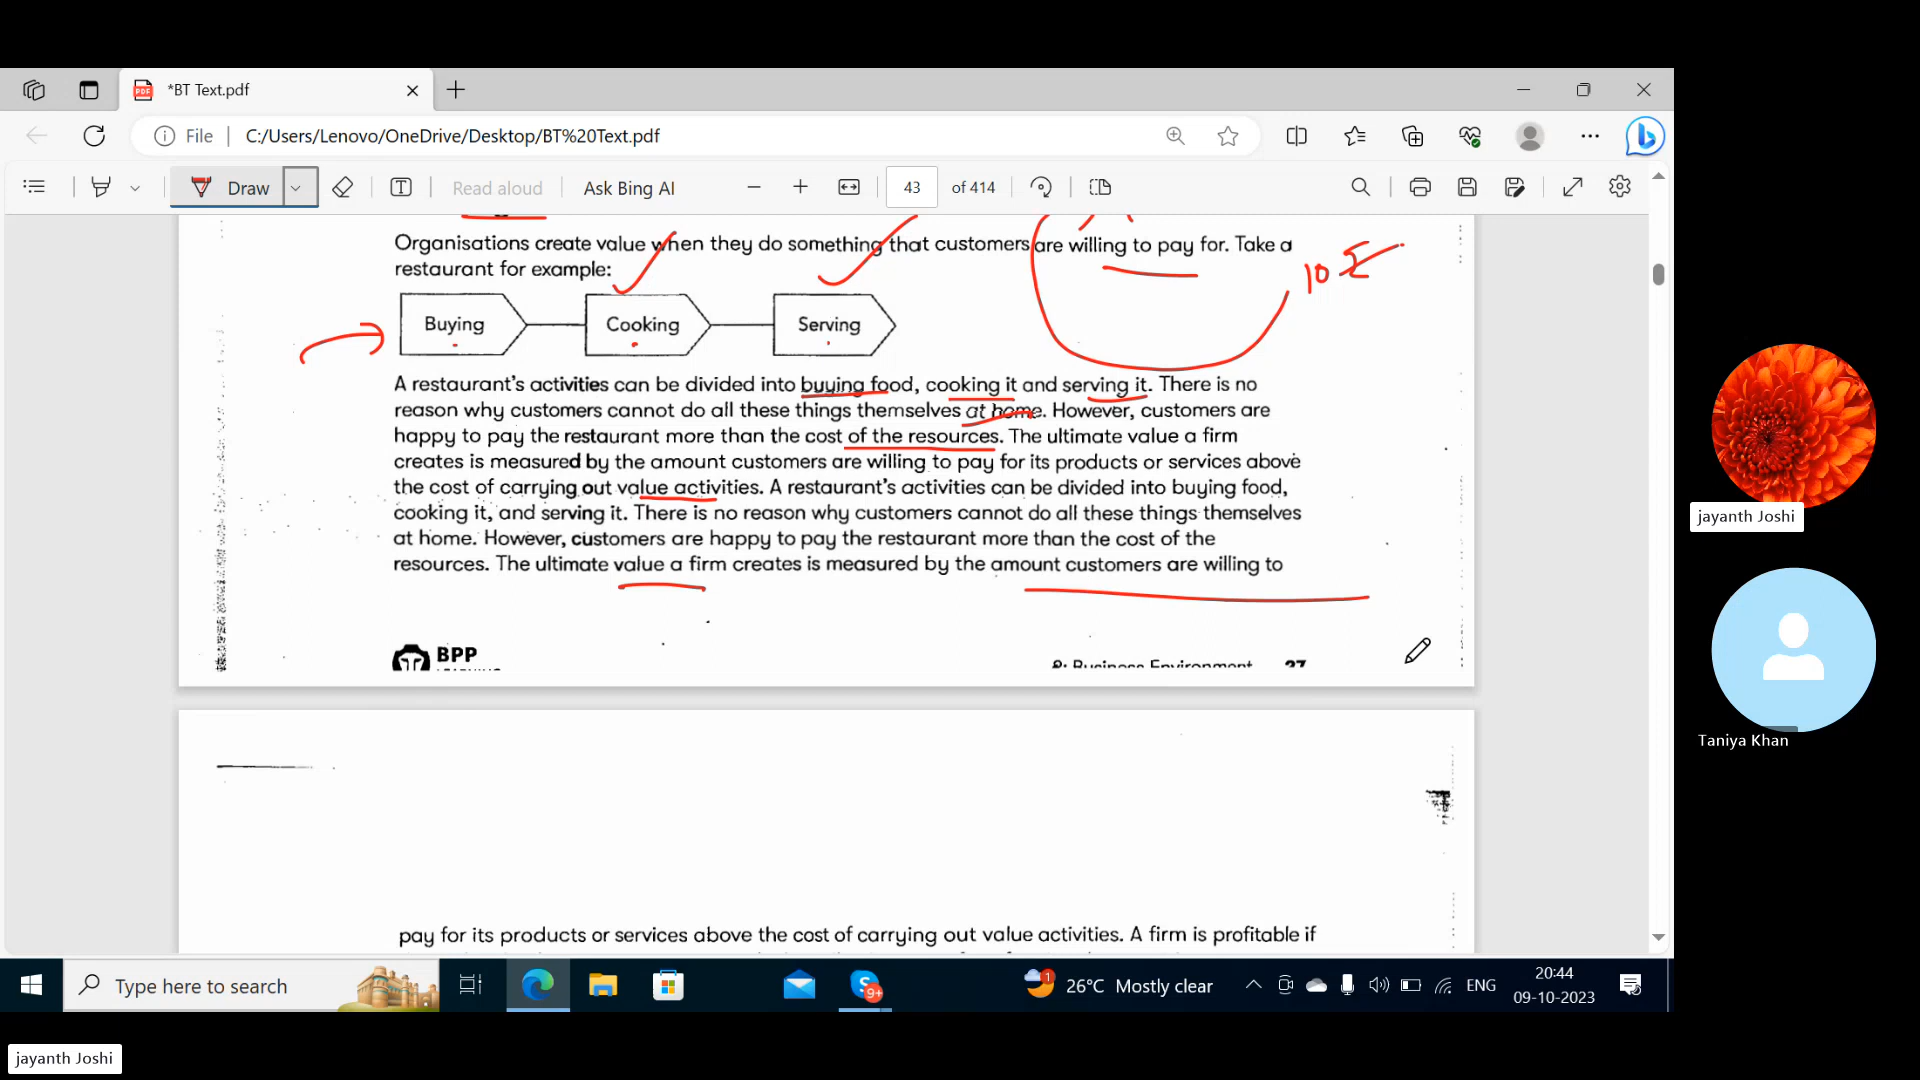 *BT Text.pdf
File
C:/Users/Lenovo/OneDrive/Desktop/BT%20Text.pdf
Draw
Read aloud
Ask Bing AI
43
of 414
Organisations create value when they do something that customers are willing to pay for. Take a
restaurant for example:
10
Buying
Cooking
Serving
A restaurant's activities can be divided into buying food, cooking it and serving it. There is no
reason why customers cannot do all these things themselves at home. However, customers are
happy to pay the restaurant more than the cost of the resources. The ultimate value a firm
creates is measured by the amount customers are willing to pay for its products or services above
the cost of carrying out value activities. A restaurant's activities can be divided into buying food,
cooking it, and serving it. There is no reason why customers cannot do all these things themselves
at home. However, customers are happy to pay the restaurant more than the cost of the
resources. The ultimate value a firm creates is measured by the amount customers are willing to
BPP
2: Business Environment 27
pay for its products or services above the cost of carrying out value activities. A firm is profitable if
jayanth Joshi
Taniya Khan
Type here to search
9+
1
26°C Mostly clear
ENG
20:44
09-10-2023
jayanth Joshi